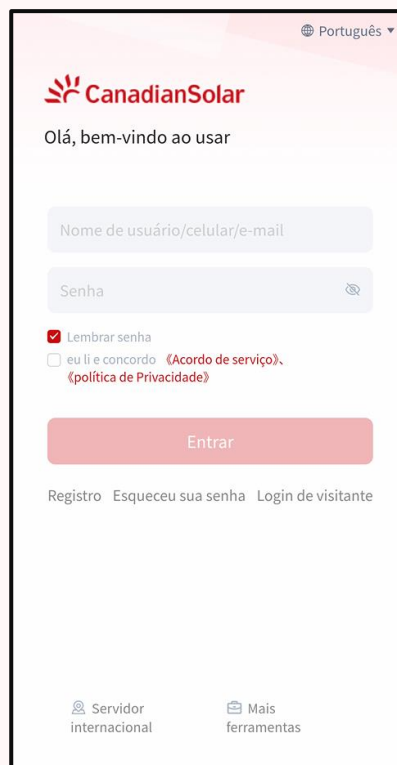 Português
CanadianSolar
Olá, bem-vindo ao usar
Nome de usuário/celular/e-mail
Senha
Lembrar senha
eu li e concordo 《Acordo de serviço》、
《política de Privacidade》
Entrar
Registro Esqueceu sua senha Login de visitante
Servidor
internacional
Mais
ferramentas